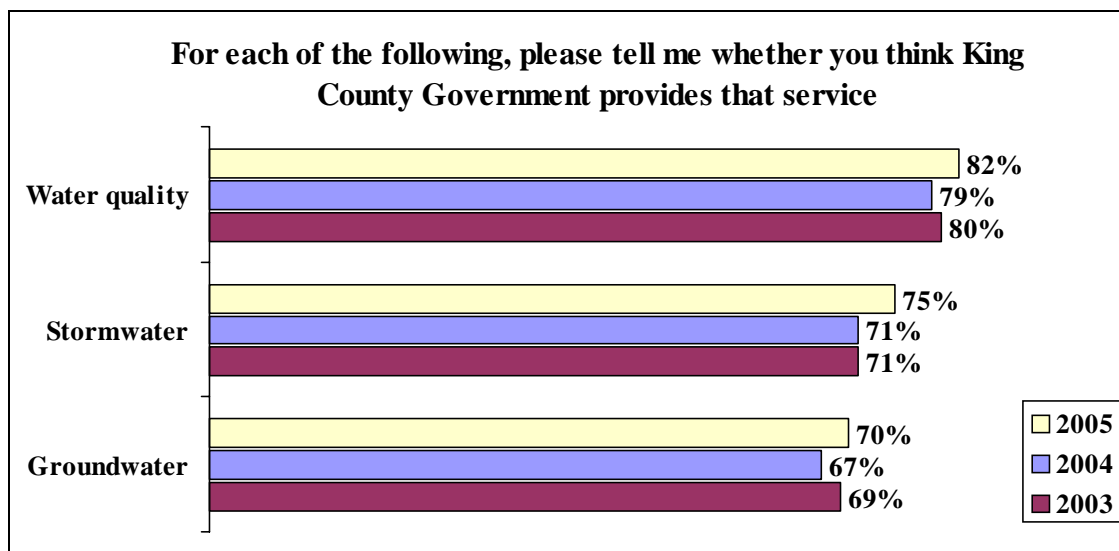 For each of the following, please tell me whether you think King
County Government provides that service
Water quality
82%
79%
80%
Stormwater
75%
71%
71%
Groundwater
70%
67%
69%
2005
2004
2003